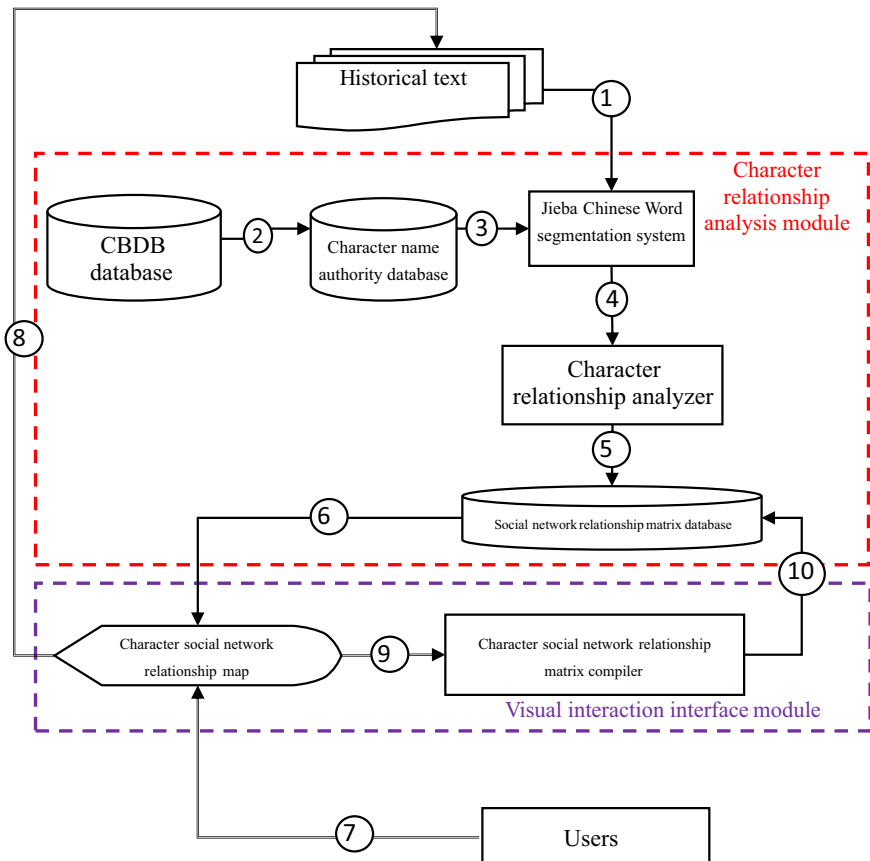 Historical text
1
Character
relationship
analysis module
CBDB
database
2
Character name
authority database
3
Jieba Chinese Word
segmentation system
4
8
Character
relationship analyzer
5
6
Social network relationship matrix database
10
Character social network
relationship map
9
Character social network relationship
matrix compiler
Visual interaction interface module
7
Users